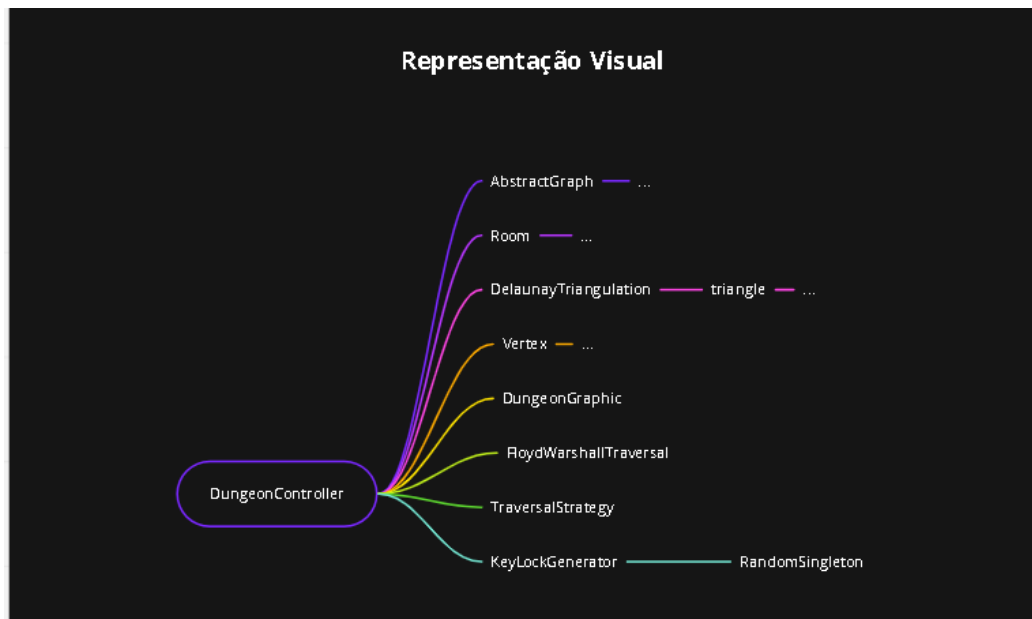 Representação Visual
AbstractGraph ...
Room ...
DelaunayTriangulation triangle ...
Vertex ...
DungeonGraphic
FloydWarshallTraversal
DungeonController
TraversalStrategy
KeyLockGenerator RandomSingleton